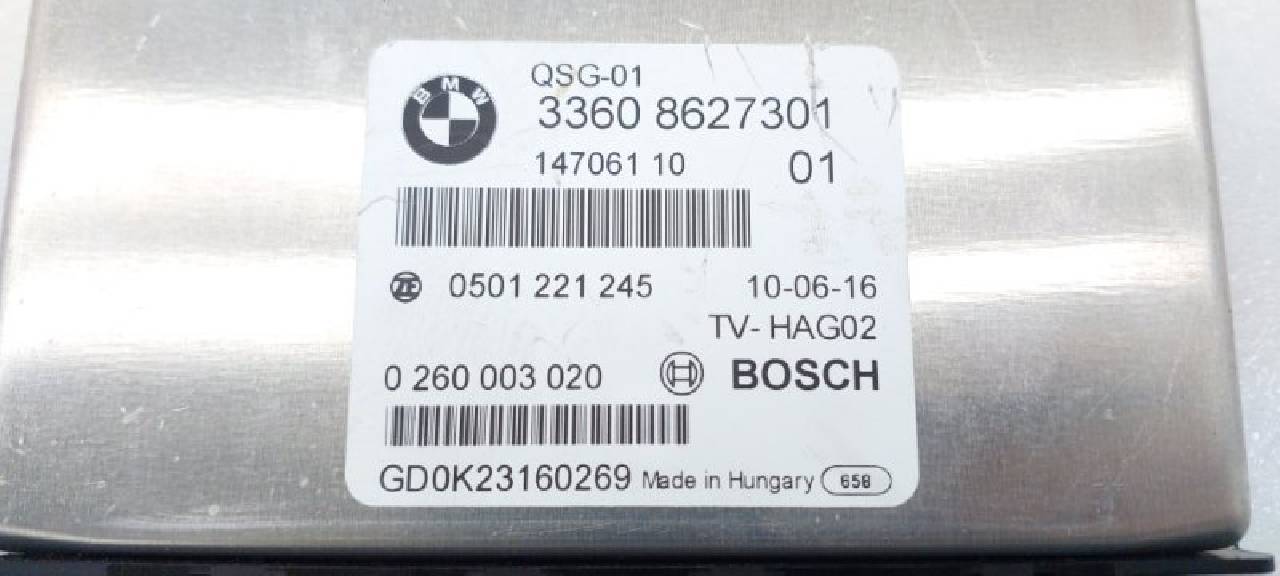 QSG-01
BMW
3360 8627301
147061 10 01
ZF 0501 221 245 10-06-16
TV- HAG02
0 260 003 020 BOSCH
GD0K23160269 Made in Hungary 658